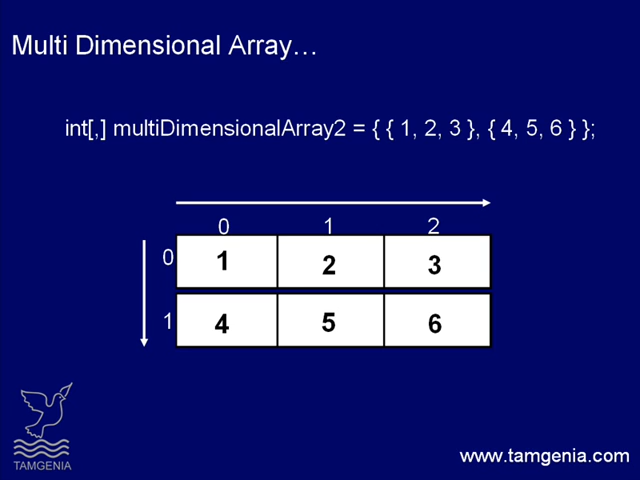 Multi Dimensional Array…
int[,] multiDimensionalArray2 = { { 1, 2, 3 }, { 4, 5, 6 } };
0 1 2
0 1 2 3
1 4 5 6
TAMGENIA
www.tamgenia.com